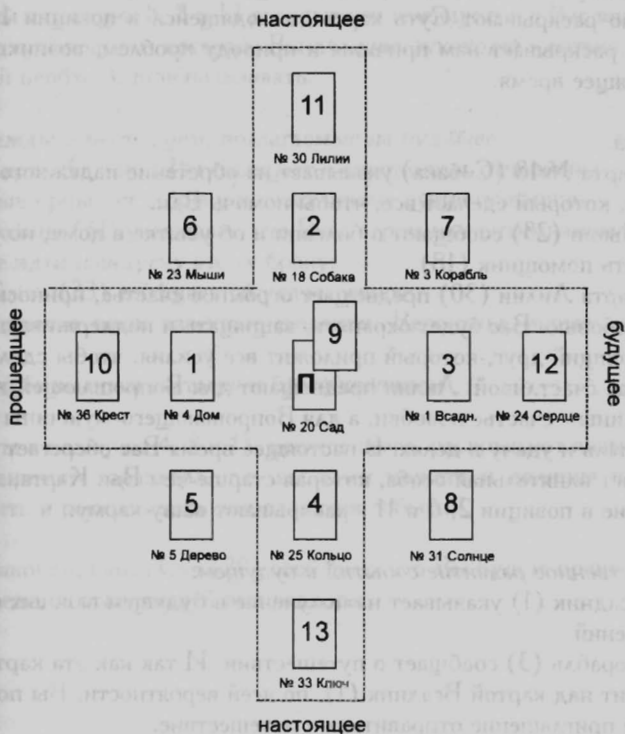 настоящее
11
№ 30 Лилии
6
2
7
№ 23 Мыши
№ 18 Собака
№ 3 Корабль
прошедшее
будущее
10
1
9
П
3
12
№ 36 Крест
№ 4 Дом
№ 20 Сад
№ 1 Всадн.
№ 24 Сердце
5
4
8
№ 5 Дерево
№ 25 Кольцо
№ 31 Солнце
13
№ 33 Ключ
настоящее